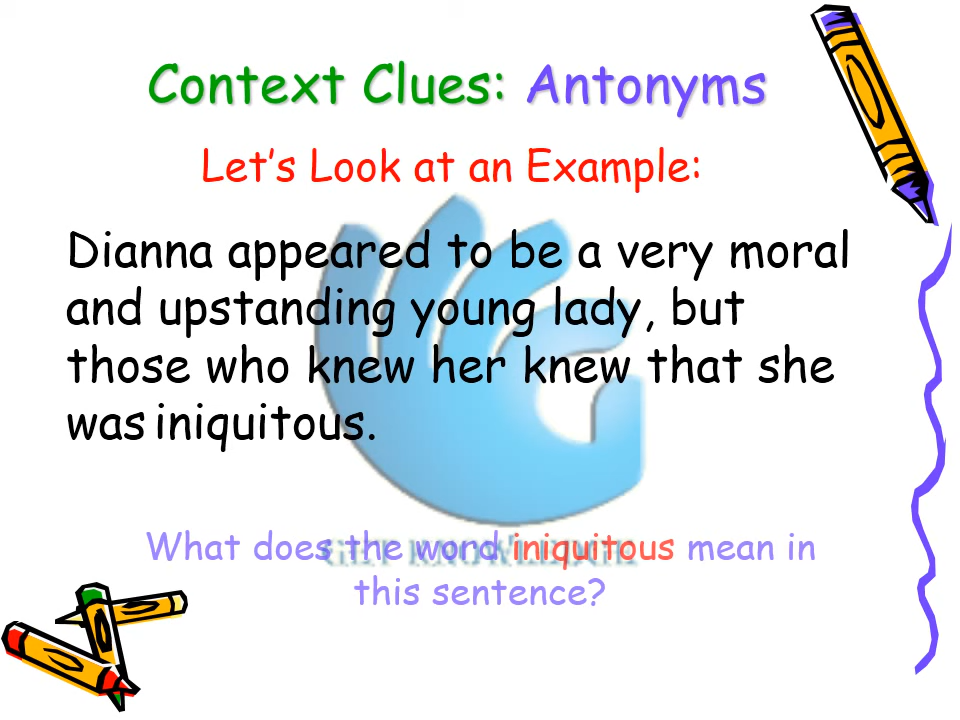 Context Clues: Antonyms
Let's Look at an Example:
Dianna appeared to be a very moral
and upstanding young lady, but
those who knew her knew that she
was iniquitous.
What does the word iniquitous mean in
this sentence?